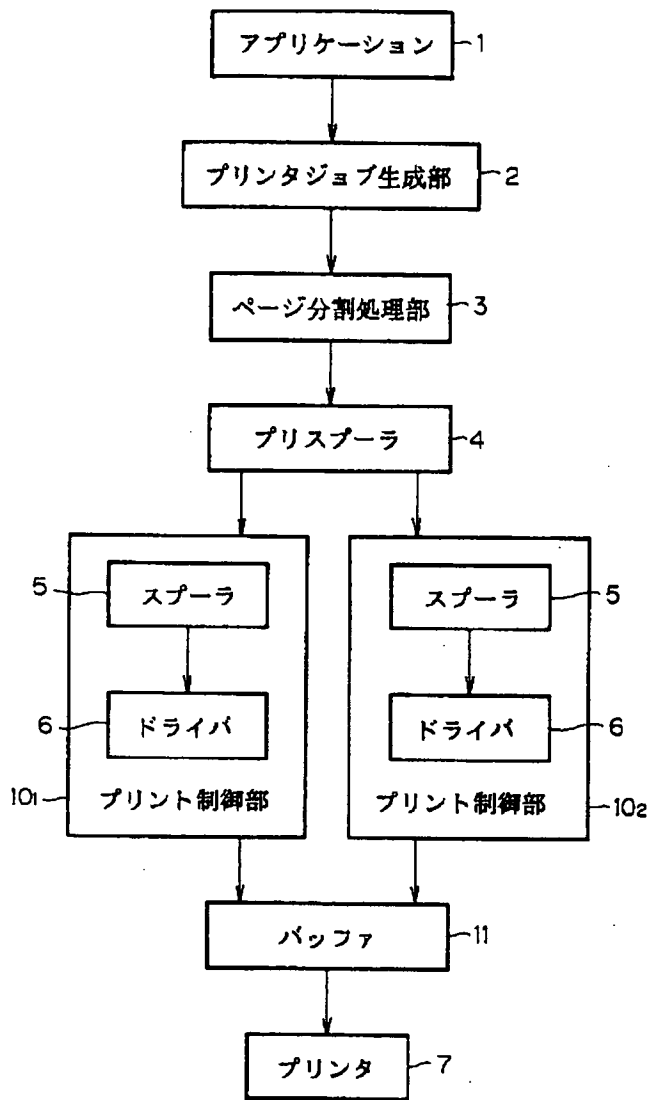 アプリケーション 1
プリンタジョブ生成部 2
ページ分割処理部 3
プリスプーラ 4
5 スプーラ
スプーラ 5
6 ドライバ
ドライバ 6
10₁ プリント制御部
プリント制御部 10₂
バッファ 11
プリンタ 7